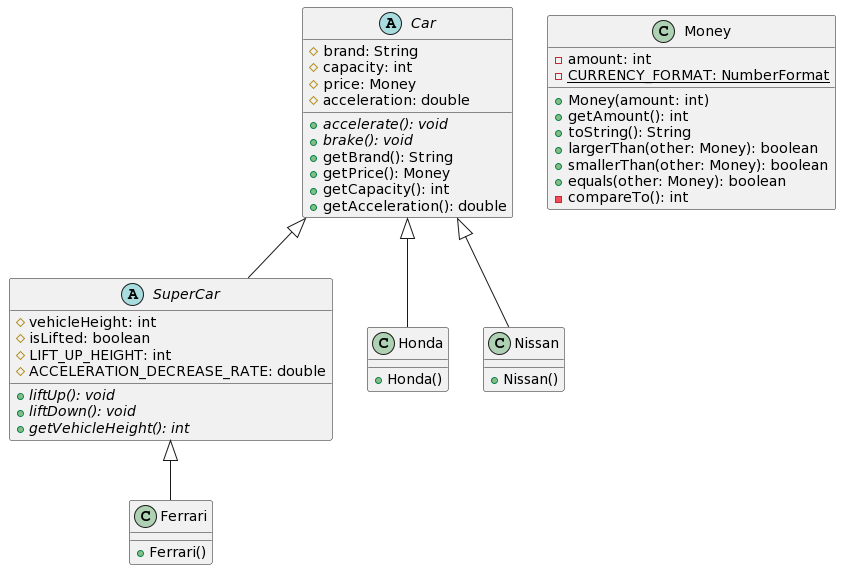 A Car
brand: String
capacity: int
price: Money
acceleration: double
accelerate(): void
brake(): void
getBrand(): String
getPrice(): Money
getCapacity(): int
getAcceleration(): double
C Money
amount: int
CURRENCY_FORMAT: NumberFormat
Money(amount: int)
getAmount(): int
toString(): String
largerThan(other: Money): boolean
smallerThan(other: Money): boolean
equals(other: Money): boolean
compareTo(): int
A SuperCar
vehicleHeight: int
isLifted: boolean
LIFT_UP_HEIGHT: int
ACCELERATION_DECREASE_RATE: double
liftUp(): void
liftDown(): void
getVehicleHeight(): int
C Honda
Honda()
C Nissan
Nissan()
C Ferrari
Ferrari()